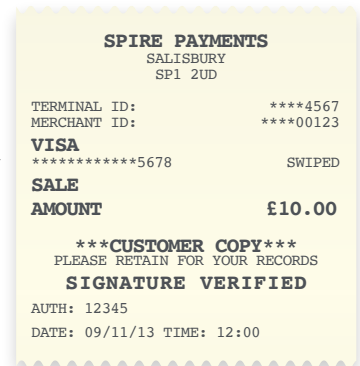 SPIRE PAYMENTS
SALISBURY
SP1 2UD
TERMINAL ID: ****4567
MERCHANT ID: ****00123
VISA
************5678 SWIPED
SALE
AMOUNT £10.00
***CUSTOMER COPY***
PLEASE RETAIN FOR YOUR RECORDS
SIGNATURE VERIFIED
AUTH: 12345
DATE: 09/11/13 TIME: 12:00